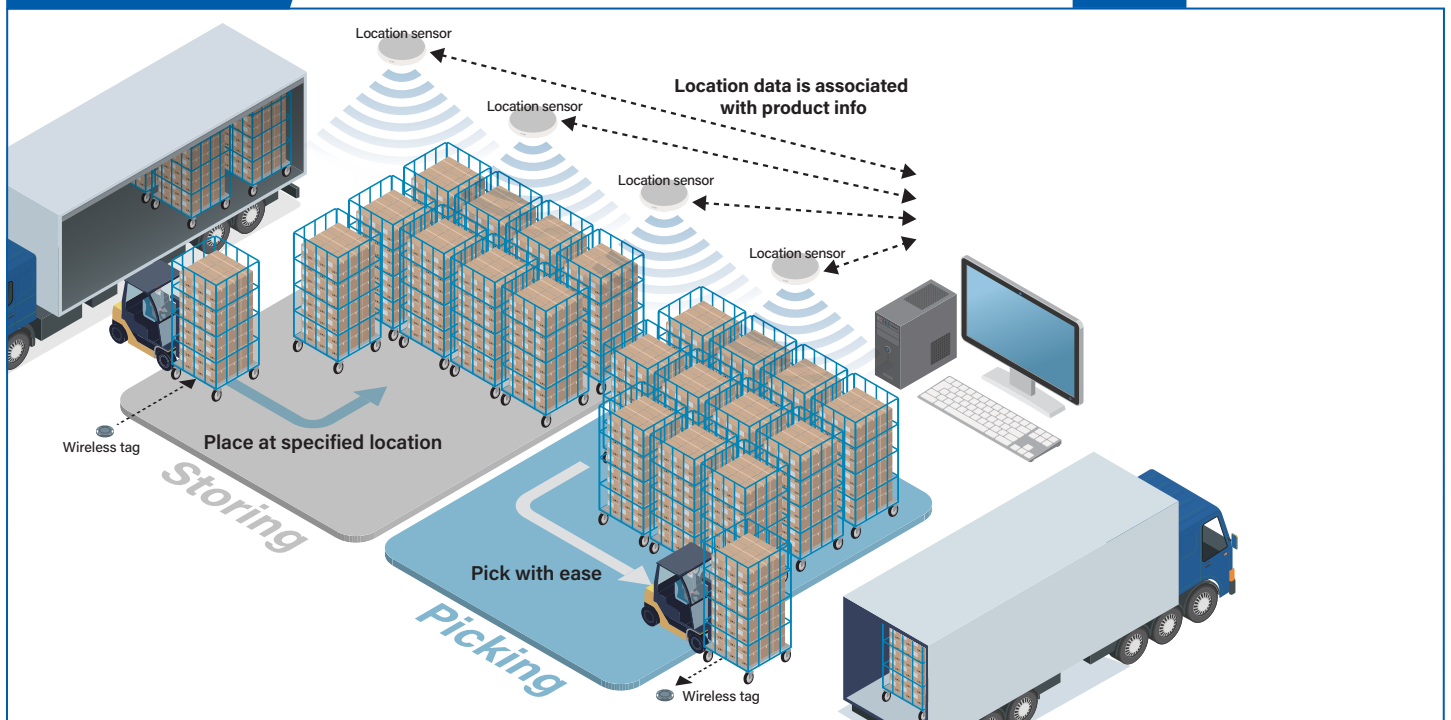 Location sensor
Location data is associated
with product info
Location sensor
Location sensor
Location sensor
Wireless tag
Place at specified location
Storing
Pick with ease
Picking
Wireless tag